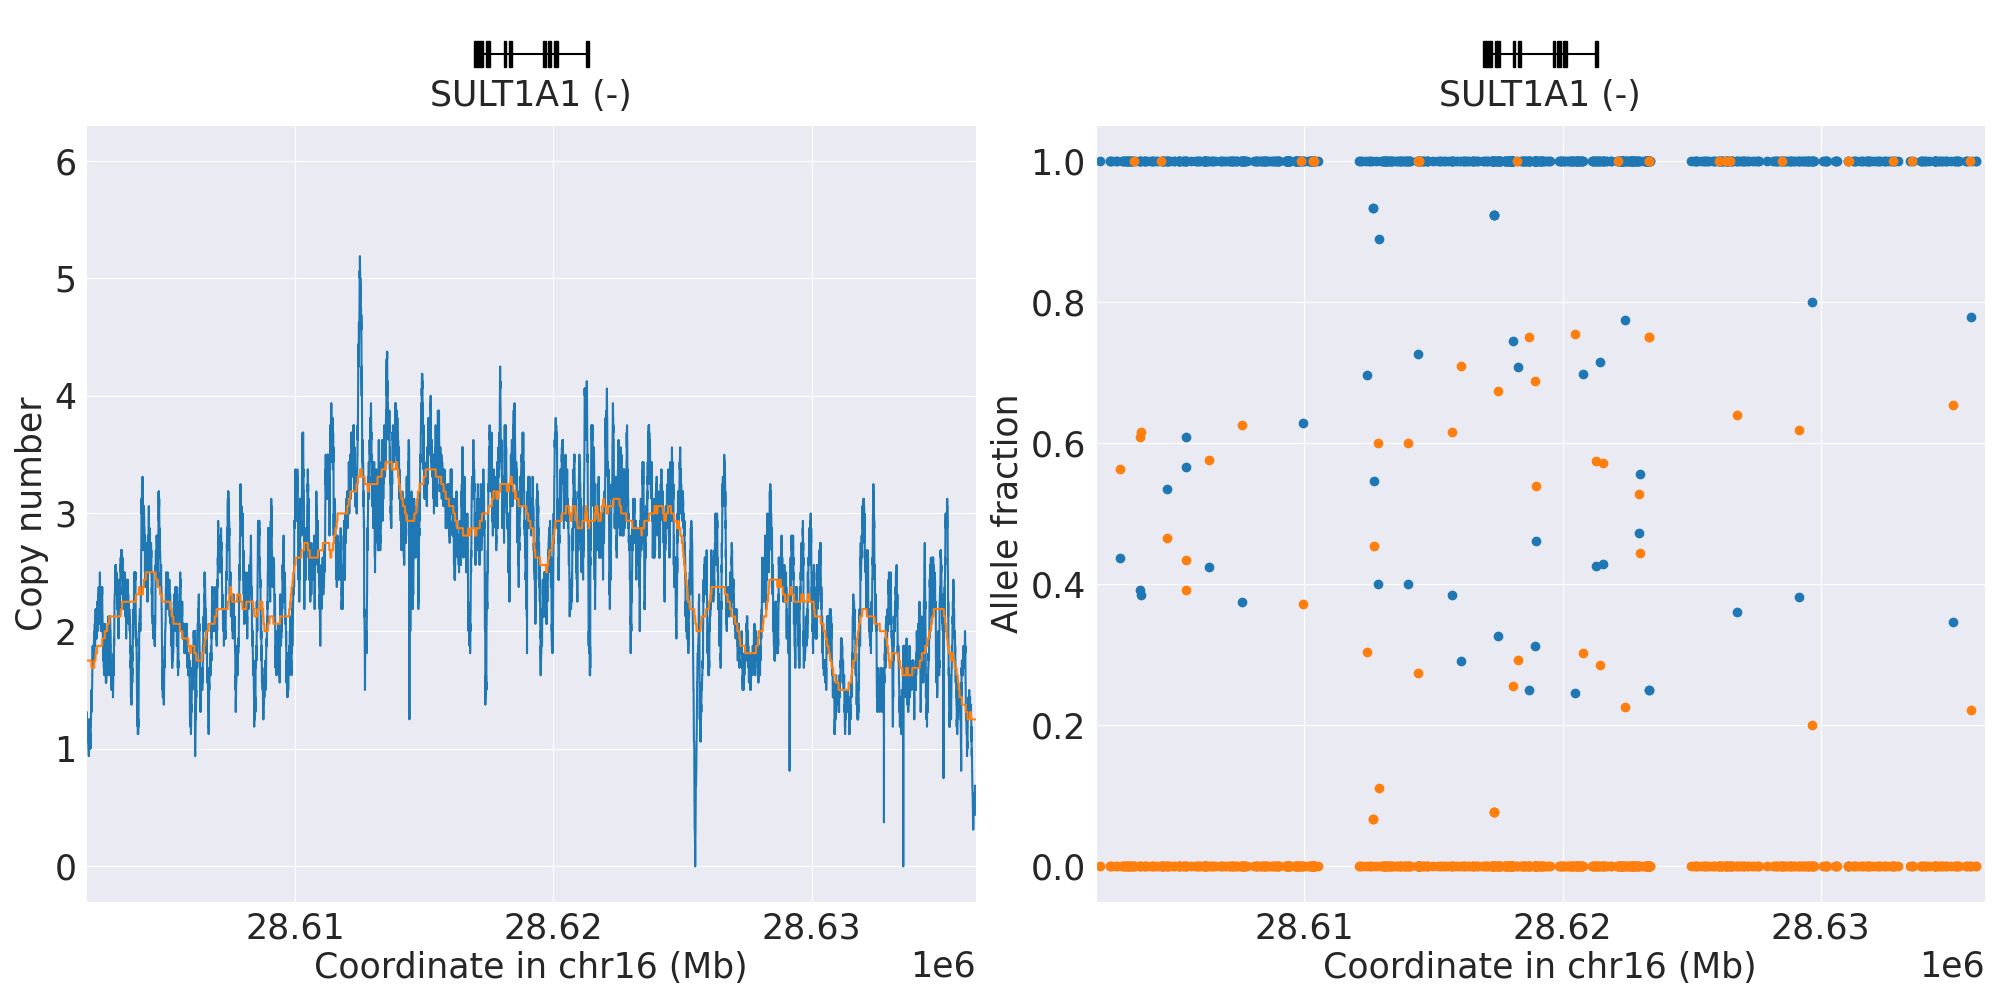 SULT1A1 (-)
Copy number
6
5
4
3
2
1
0
28.61 28.62 28.63
Coordinate in chr16 (Mb)
1e6
SULT1A1 (-)
Allele fraction
1.0
0.8
0.6
0.4
0.2
0.0
28.61 28.62 28.63
Coordinate in chr16 (Mb)
1e6